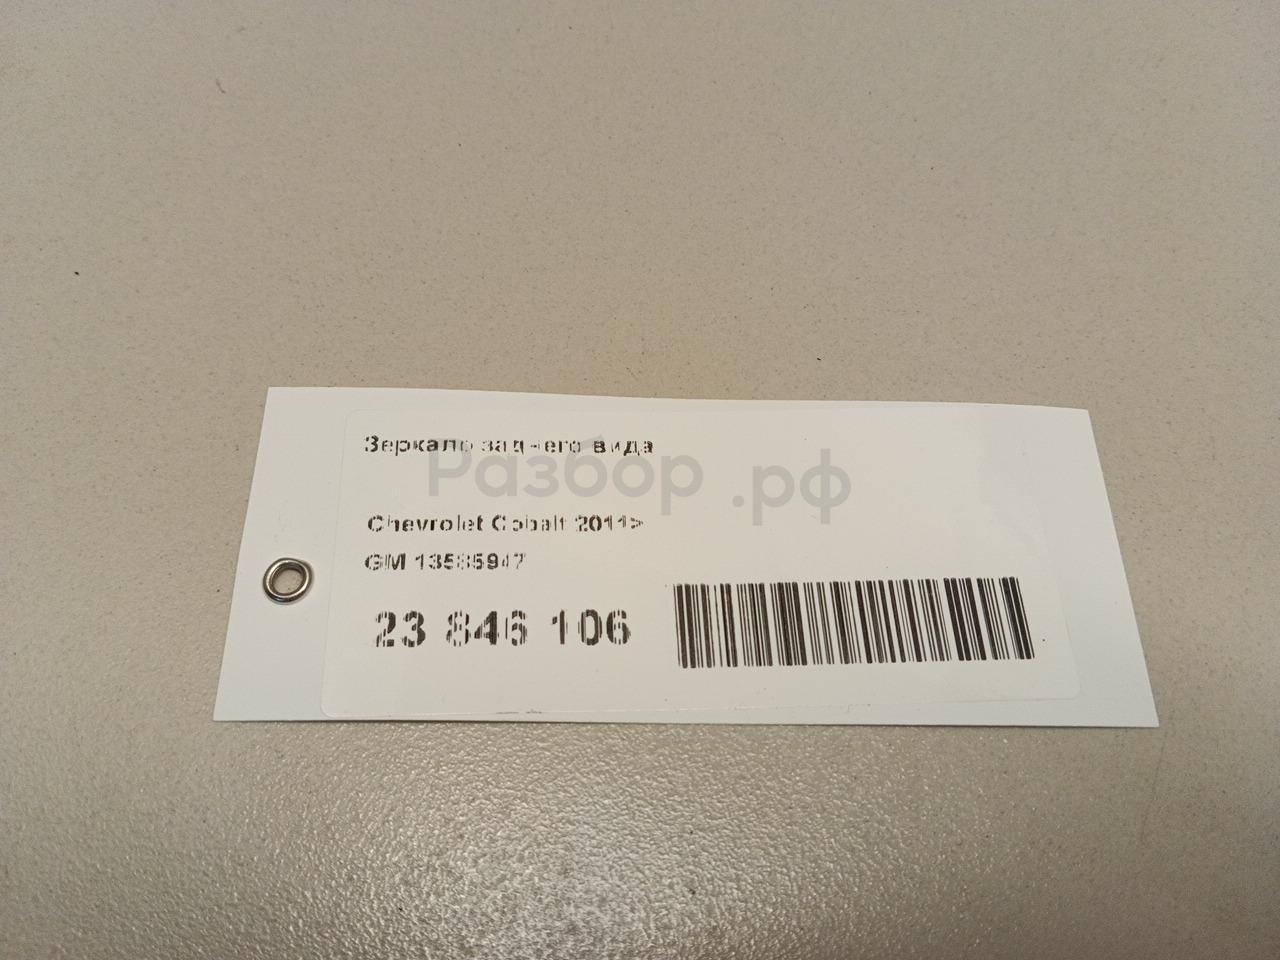 Зеркало заднего вида
Разбор.рф
Chevrolet Cobalt 2011>
GM 13585947
23 846 106